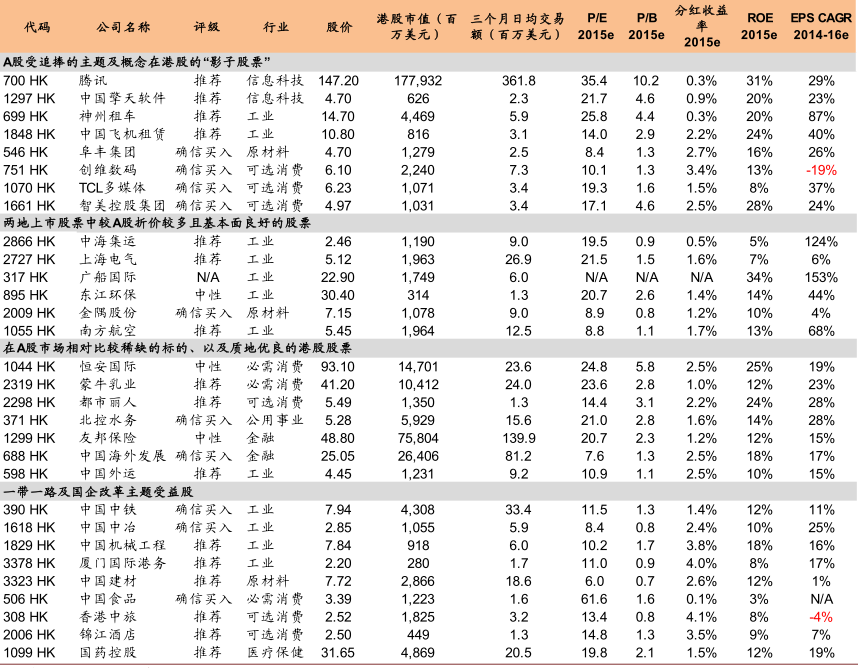 代码 公司名称 评级 行业 股价 港股市值（百万美元） 三个月日均交易额（百万美元） P/E 2015e P/B 2015e 分红收益率 2015e ROE 2015e EPS CAGR 2014-16e
A股受追捧的主题及概念在港股的“影子股票”
700 HK 腾讯 推荐 信息科技 147.20 177,932 361.8 35.4 10.2 0.3% 31% 29%
1297 HK 中国擎天软件 推荐 信息科技 4.70 626 2.3 21.7 4.6 0.9% 20% 23%
699 HK 神州租车 推荐 工业 14.70 4,469 5.9 25.8 4.4 0.3% 20% 87%
1848 HK 中国飞机租赁 推荐 工业 10.80 816 3.1 14.0 2.9 2.2% 24% 40%
546 HK 阜丰集团 确信买入 原材料 4.70 1,279 2.5 8.4 1.3 2.7% 16% 26%
751 HK 创维数码 确信买入 可选消费 6.10 2,240 7.3 10.1 1.3 3.4% 13% -19%
1070 HK TCL多媒体 确信买入 可选消费 6.23 1,071 3.4 19.3 1.6 1.5% 8% 37%
1661 HK 智美控股集团 确信买入 可选消费 4.97 1,031 3.4 17.1 4.6 2.5% 28% 24%
两地上市股票中较A股折价较多且基本面良好的股票
2866 HK 中海集运 推荐 工业 2.46 1,190 9.0 19.5 0.9 0.5% 5% 124%
2727 HK 上海电气 推荐 工业 5.12 1,963 26.9 21.5 1.5 1.6% 7% 6%
317 HK 广船国际 N/A 工业 22.90 1,749 6.0 N/A N/A N/A 34% 153%
895 HK 东江环保 中性 工业 30.40 314 1.3 20.7 2.6 1.4% 14% 44%
2009 HK 金隅股份 确信买入 原材料 7.15 1,078 9.0 8.9 0.8 1.2% 10% 4%
1055 HK 南方航空 推荐 工业 5.45 1,964 12.5 8.8 1.1 1.7% 13% 68%
在A股市场相对比较稀缺的标的、以及质地优良的港股股票
1044 HK 恒安国际 中性 必需消费 93.10 14,701 23.6 24.8 5.8 2.5% 25% 19%
2319 HK 蒙牛乳业 推荐 必需消费 41.20 10,412 24.0 23.6 2.8 1.0% 12% 23%
2298 HK 都市丽人 推荐 可选消费 5.49 1,350 1.3 14.4 3.1 2.2% 24% 28%
371 HK 北控水务 确信买入 公用事业 5.28 5,929 15.6 21.0 2.8 1.6% 14% 28%
1299 HK 友邦保险 中性 金融 48.80 75,804 139.9 20.7 2.3 1.2% 12% 15%
688 HK 中国海外发展 确信买入 金融 25.05 26,406 81.2 7.6 1.3 2.5% 18% 17%
598 HK 中国外运 推荐 工业 4.45 1,231 9.2 10.9 1.1 2.5% 10% 15%
一带一路及国企改革主题受益股
390 HK 中国中铁 确信买入 工业 7.94 4,308 33.4 11.5 1.3 1.4% 12% 11%
1618 HK 中国中冶 确信买入 工业 2.85 1,055 5.9 8.4 0.8 2.4% 10% 25%
1829 HK 中国机械工程 推荐 工业 7.84 918 6.0 10.2 1.7 3.8% 18% 16%
3378 HK 厦门国际港务 推荐 工业 2.20 280 1.7 11.0 0.9 4.0% 8% 17%
3323 HK 中国建材 推荐 原材料 7.72 2,866 18.6 6.0 0.7 2.6% 12% 1%
506 HK 中国食品 确信买入 必需消费 3.39 1,223 1.6 61.6 1.6 0.1% 3% N/A
308 HK 香港中旅 推荐 可选消费 2.52 1,825 3.2 13.4 0.8 4.1% 8% -4%
2006 HK 锦江酒店 推荐 可选消费 2.50 449 1.3 14.8 1.3 3.5% 9% 7%
1099 HK 国药控股 推荐 医疗保健 31.65 4,869 20.5 19.8 2.1 1.5% 12% 19%